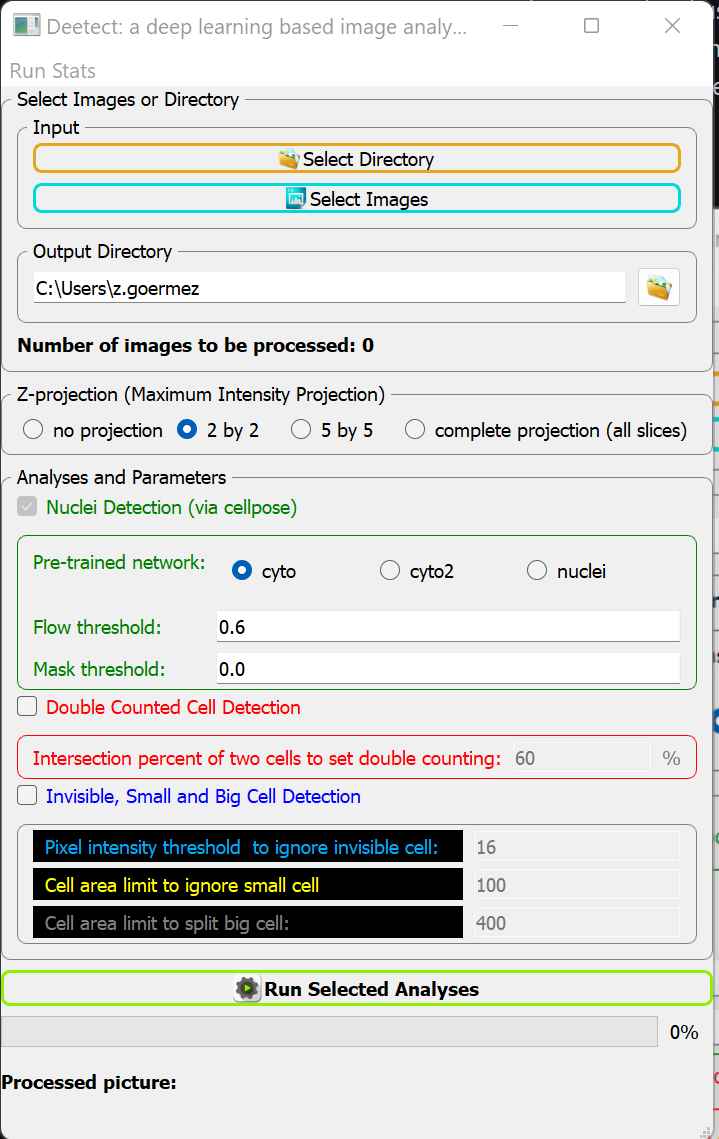 Deetect: a deep learning based image analy...
Run Stats
Select Images or Directory
Input
Select Directory
Select Images
Output Directory
C:\Users\z.goermez
Number of images to be processed: 0
Z-projection (Maximum Intensity Projection)
no projection 2 by 2 5 by 5 complete projection (all slices)
Analyses and Parameters
Nuclei Detection (via cellpose)
Pre-trained network: cyto cyto2 nuclei
Flow threshold: 0.6
Mask threshold: 0.0
Double Counted Cell Detection
Intersection percent of two cells to set double counting: 60 %
Invisible, Small and Big Cell Detection
Pixel intensity threshold  to ignore invisible cell: 16
Cell area limit to ignore small cell 100
Cell area limit to split big cell: 400
Run Selected Analyses
0%
Processed picture: